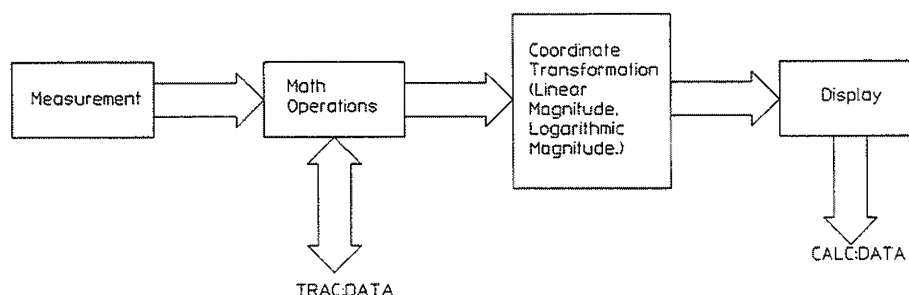 Measurement
Math
Operations
Coordinate
Transformation
(Linear
Magnitude,
Logarithmic
Magnitude.)
Display
TRAC:DATA
CALC:DATA